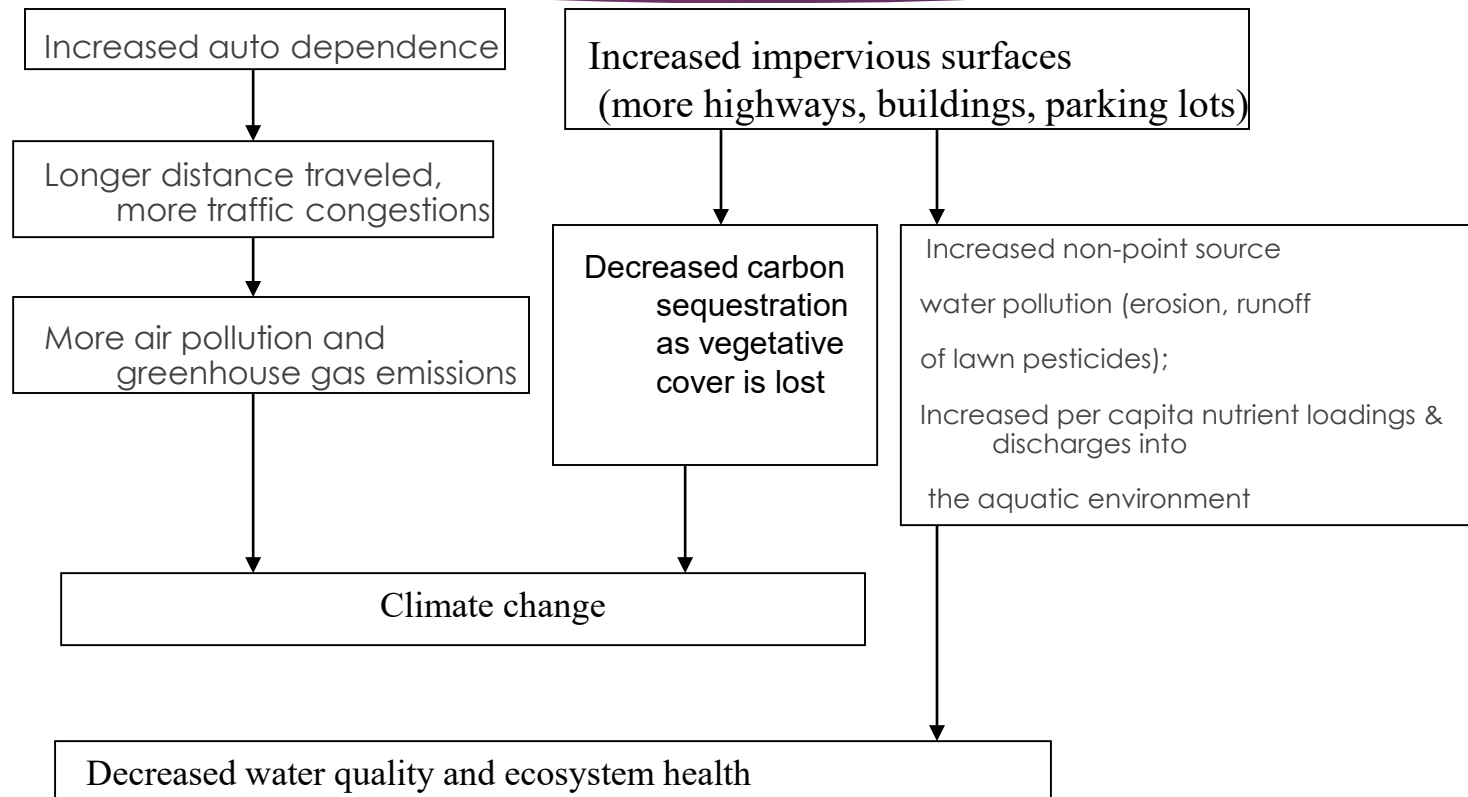 Increased auto dependence
Longer distance traveled,
more traffic congestions
More air pollution and
greenhouse gas emissions
Increased impervious surfaces
(more highways, buildings, parking lots)
Decreased carbon
sequestration
as vegetative
cover is lost
Increased non-point source
water pollution (erosion, runoff
of lawn pesticides);
Increased per capita nutrient loadings &
discharges into
the aquatic environment
Climate change
Decreased water quality and ecosystem health